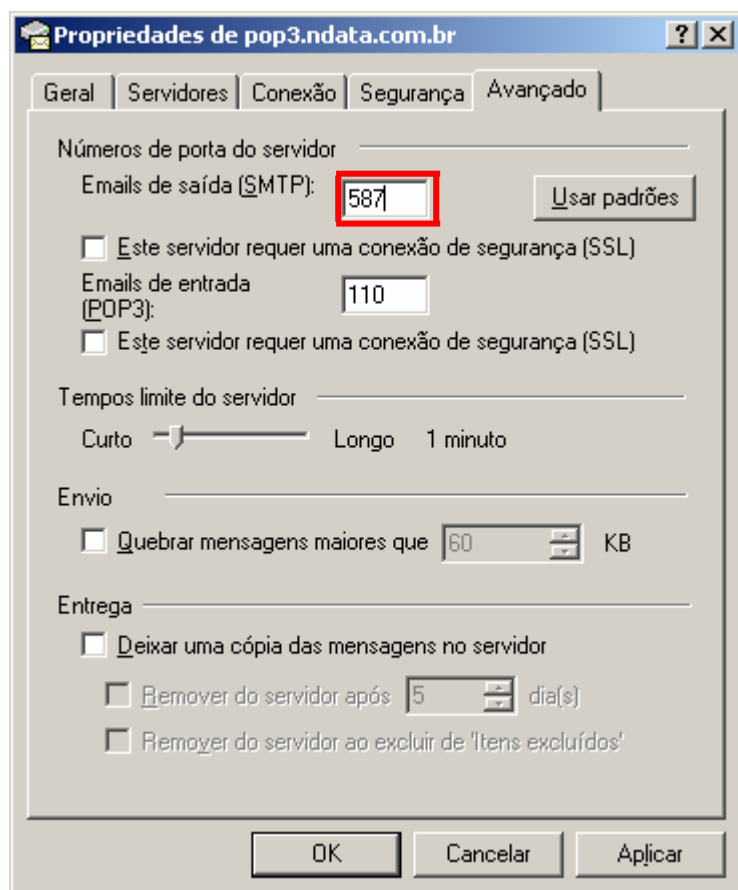 Propriedades de pop3.ndata.com.br
Geral Servidores Conexão Segurança Avançado
Números de porta do servidor
Emails de saída (SMTP): 587 Usar padrões
Este servidor requer uma conexão de segurança (SSL)
Emails de entrada
(POP3): 110
Este servidor requer uma conexão de segurança (SSL)
Tempos limite do servidor
Curto Longo 1 minuto
Envio
Quebrar mensagens maiores que 60 KB
Entrega
Deixar uma cópia das mensagens no servidor
Remover do servidor após 5 dia(s)
Remover do servidor ao excluir de 'Itens excluídos'
OK Cancelar Aplicar